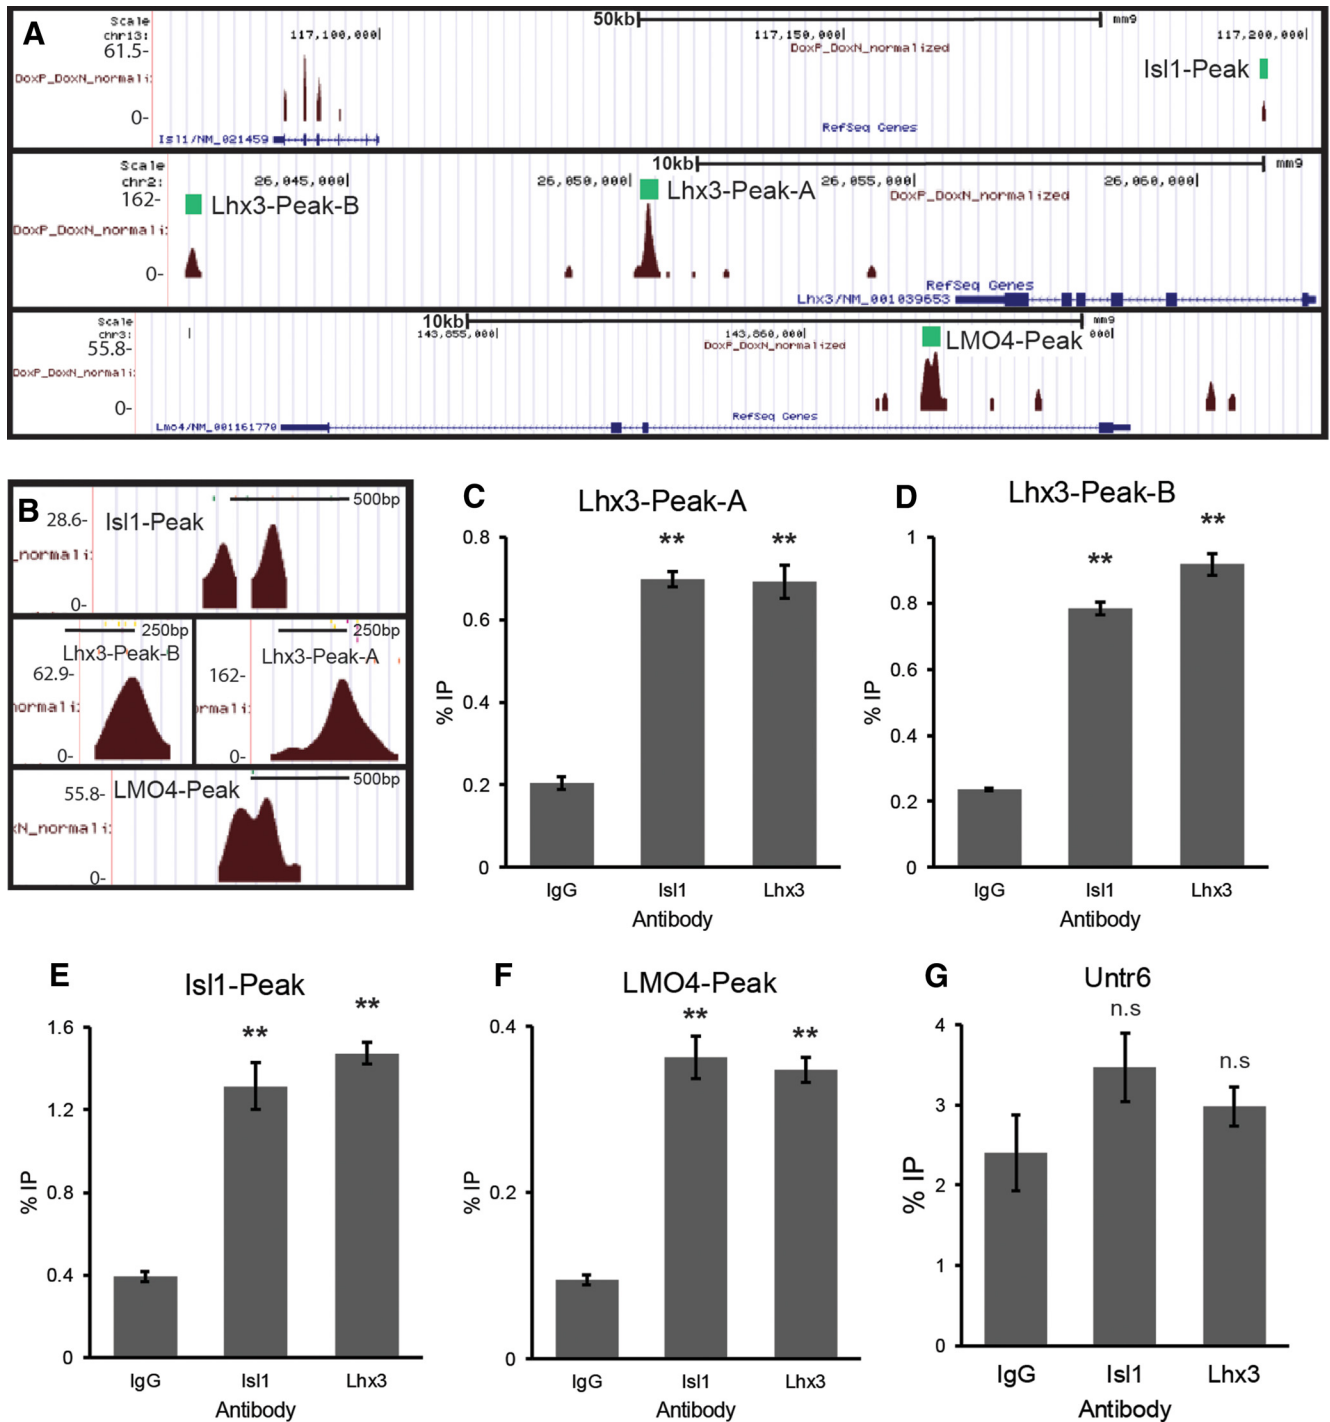 A
Scale
chr13:
50kb
mm9
117,100,000|
117,150,000|
117,200,000|
61.5-
DoxP_DoxN_normalized
Isl1-Peak
DoxP_DoxN_normali:
0-
RefSeq Genes
Isl1/NM_021459
Scale
chr2:
10kb
mm9
26,045,000|
26,050,000|
26,055,000|
26,060,000|
162-
Lhx3-Peak-B
Lhx3-Peak-A
DoxP_DoxN_normalized
DoxP_DoxN_normali:
0-
RefSeq Genes
Lhx3/NM_001039653
Scale
chr3:
10kb
mm9
|
143,855,000|
143,860,000|
000|
55.8-
DoxP_DoxN_normalized
LMO4-Peak
DoxP_DoxN_normali:
0-
RefSeq Genes
Lmo4/NM_001161770
B
500bp
28.6-
Isl1-Peak
_normali:
0-
250bp
Lhx3-Peak-B
62.9-
ormali:
0-
250bp
Lhx3-Peak-A
162-
rmali:
0-
500bp
LMO4-Peak
55.8-
xN_normali:
0-
C
Lhx3-Peak-A
0.8
0.6
0.4
0.2
0
% IP
**
**
IgG
Isl1
Lhx3
Antibody
D
Lhx3-Peak-B
1
0.8
0.6
0.4
0.2
0
% IP
**
**
IgG
Isl1
Lhx3
Antibody
E
Isl1-Peak
1.6
1.2
0.8
0.4
0
% IP
**
**
IgG
Isl1
Lhx3
Antibody
F
LMO4-Peak
0.4
0.2
0
% IP
**
**
IgG
Isl1
Lhx3
Antibody
G
Untr6
4
3
2
1
0
% IP
n.s
n.s
IgG
Isl1
Lhx3
Antibody